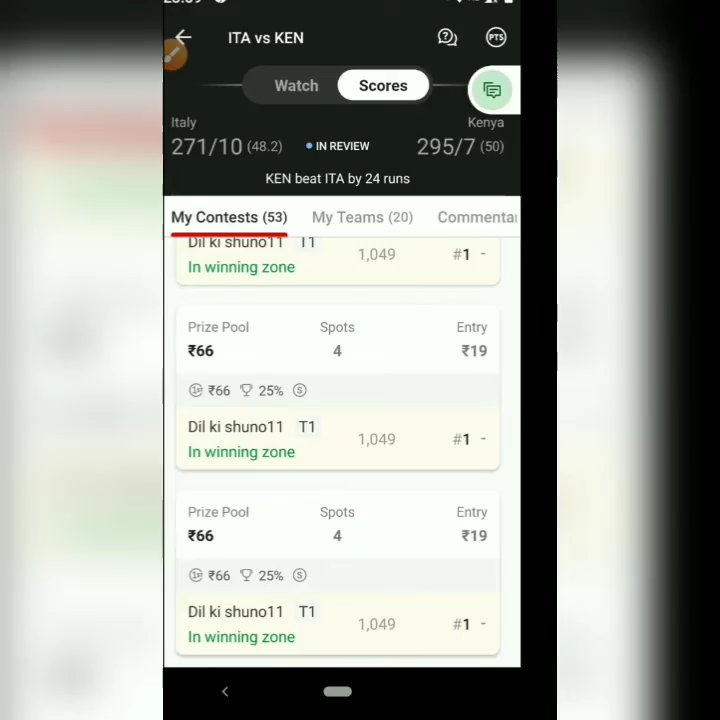 ITA vs KEN
PTS
Watch
Scores
Italy
Kenya
271/10 (48.2)
IN REVIEW
295/7 (50)
KEN beat ITA by 24 runs
My Contests (53)
My Teams (20)
Commentar
Dil ki shuno11 T1
1,049
#1 -
In winning zone
Prize Pool
Spots
Entry
₹66
4
₹19
1st ₹66 25% S
Dil ki shuno11 T1
1,049
#1 -
In winning zone
Prize Pool
Spots
Entry
₹66
4
₹19
1st ₹66 25% S
Dil ki shuno11 T1
1,049
#1 -
In winning zone